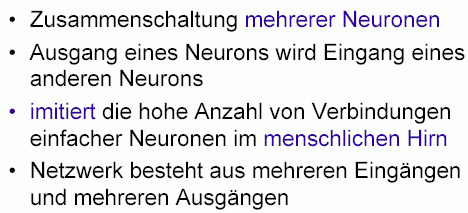 • Zusammenschaltung mehrerer Neuronen
• Ausgang eines Neurons wird Eingang eines
anderen Neurons
• imitiert die hohe Anzahl von Verbindungen
einfacher Neuronen im menschlichen Hirn
• Netzwerk besteht aus mehreren Eingängen
und mehreren Ausgängen